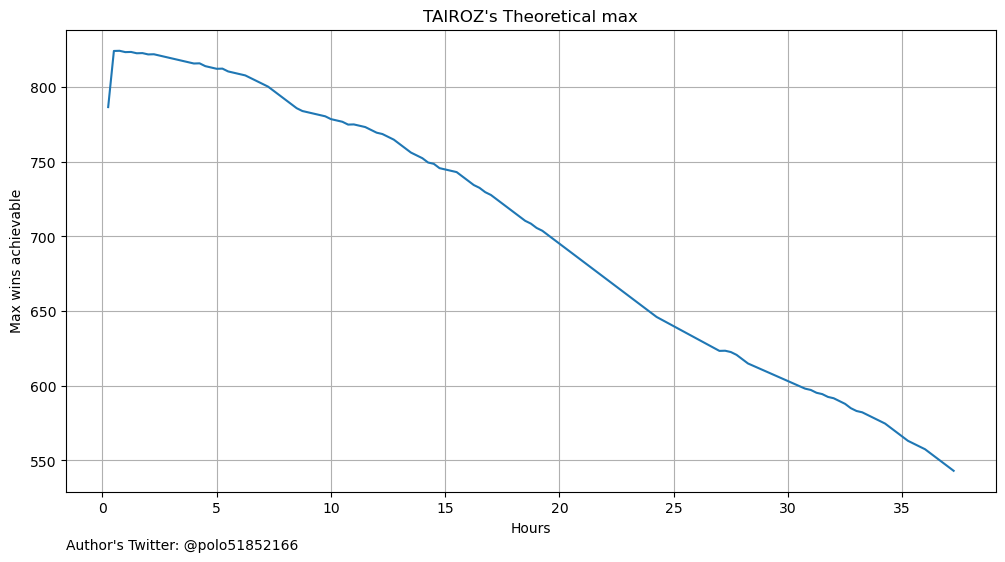 TAIROZ's Theoretical max
Max wins achievable
800
750
700
650
600
550
0 5 10 15 20 25 30 35
Hours
Author's Twitter: @polo51852166